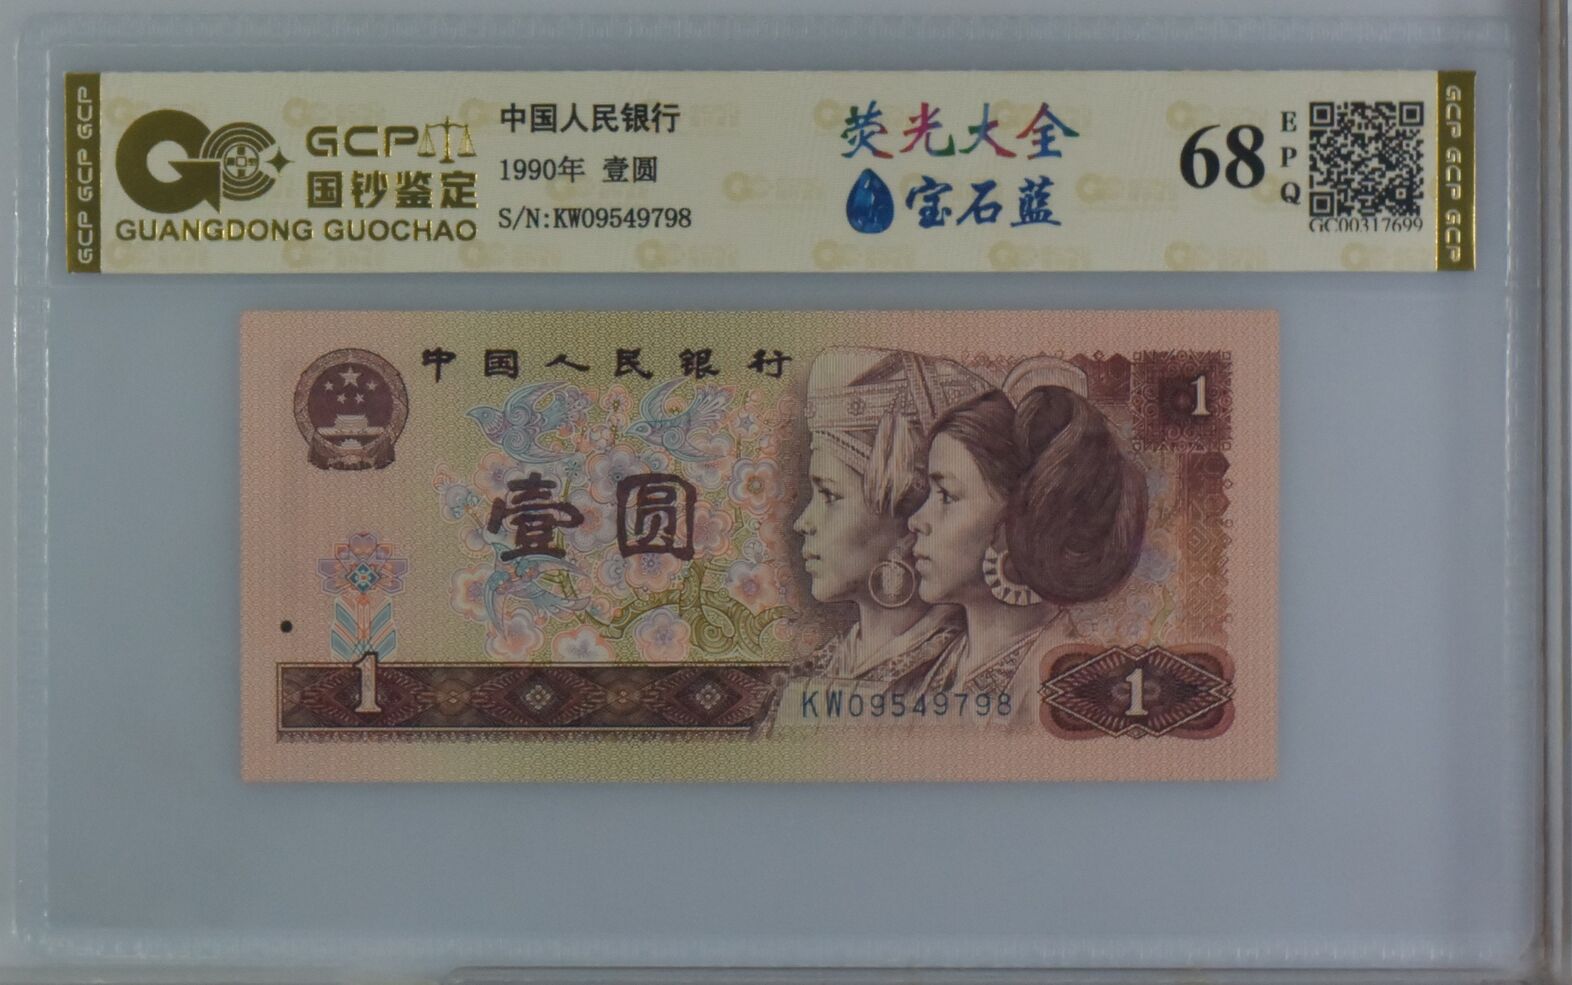 GCP GCP GCP
GCP
国钞鉴定
GUANGDONG GUOCHAO
中国人民银行
1990年 壹圆
S/N:KW09549798
荧光大全
宝石蓝
68
E
P
Q
GC00317699
GCP GCP GCP
中国人民银行
1
壹圆
1
KW09549798
1